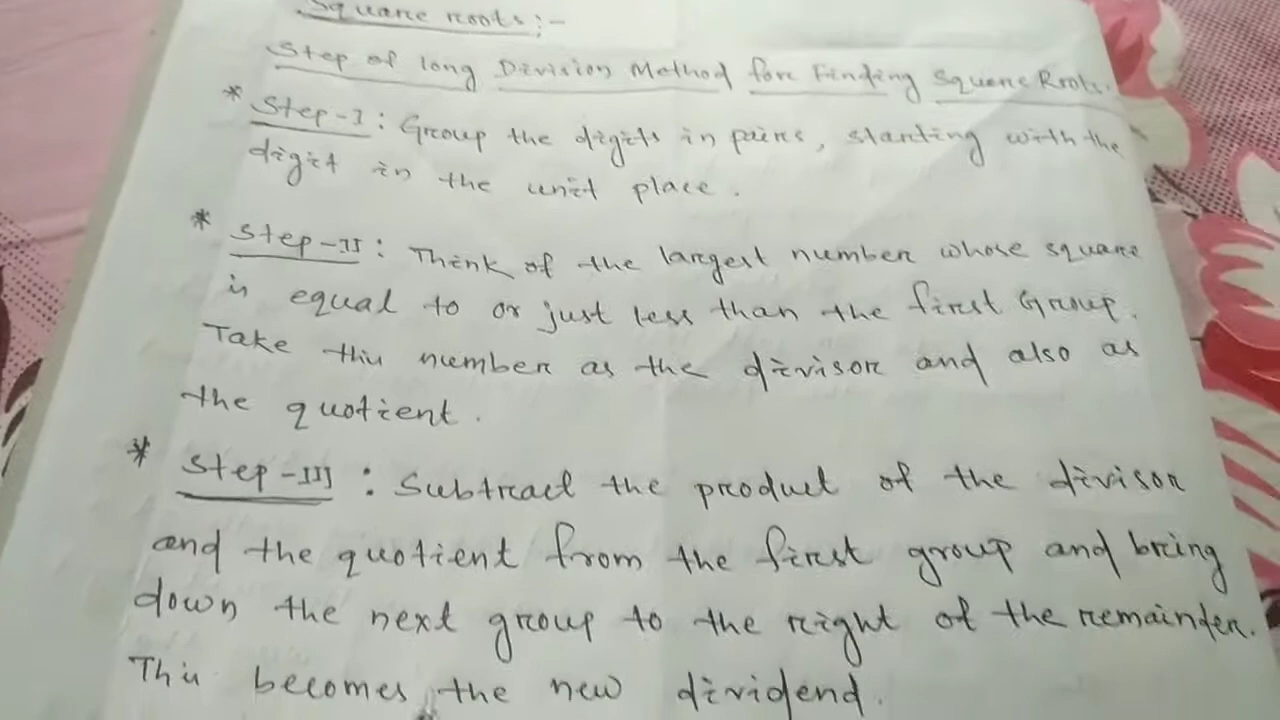 Square roots :-
Step of long Division Method for Finding Square Roots.
* Step-I : Group the digits in pairs, starting with the
digit in the unit place.
* Step-II : Think of the largest number whose square
is equal to or just less than the first Group.
Take this number as the divisor and also as
the quotient.
* Step-III : Subtract the product of the divisor
and the quotient from the first group and bring
down the next group to the right of the remainder.
This becomes the new dividend.